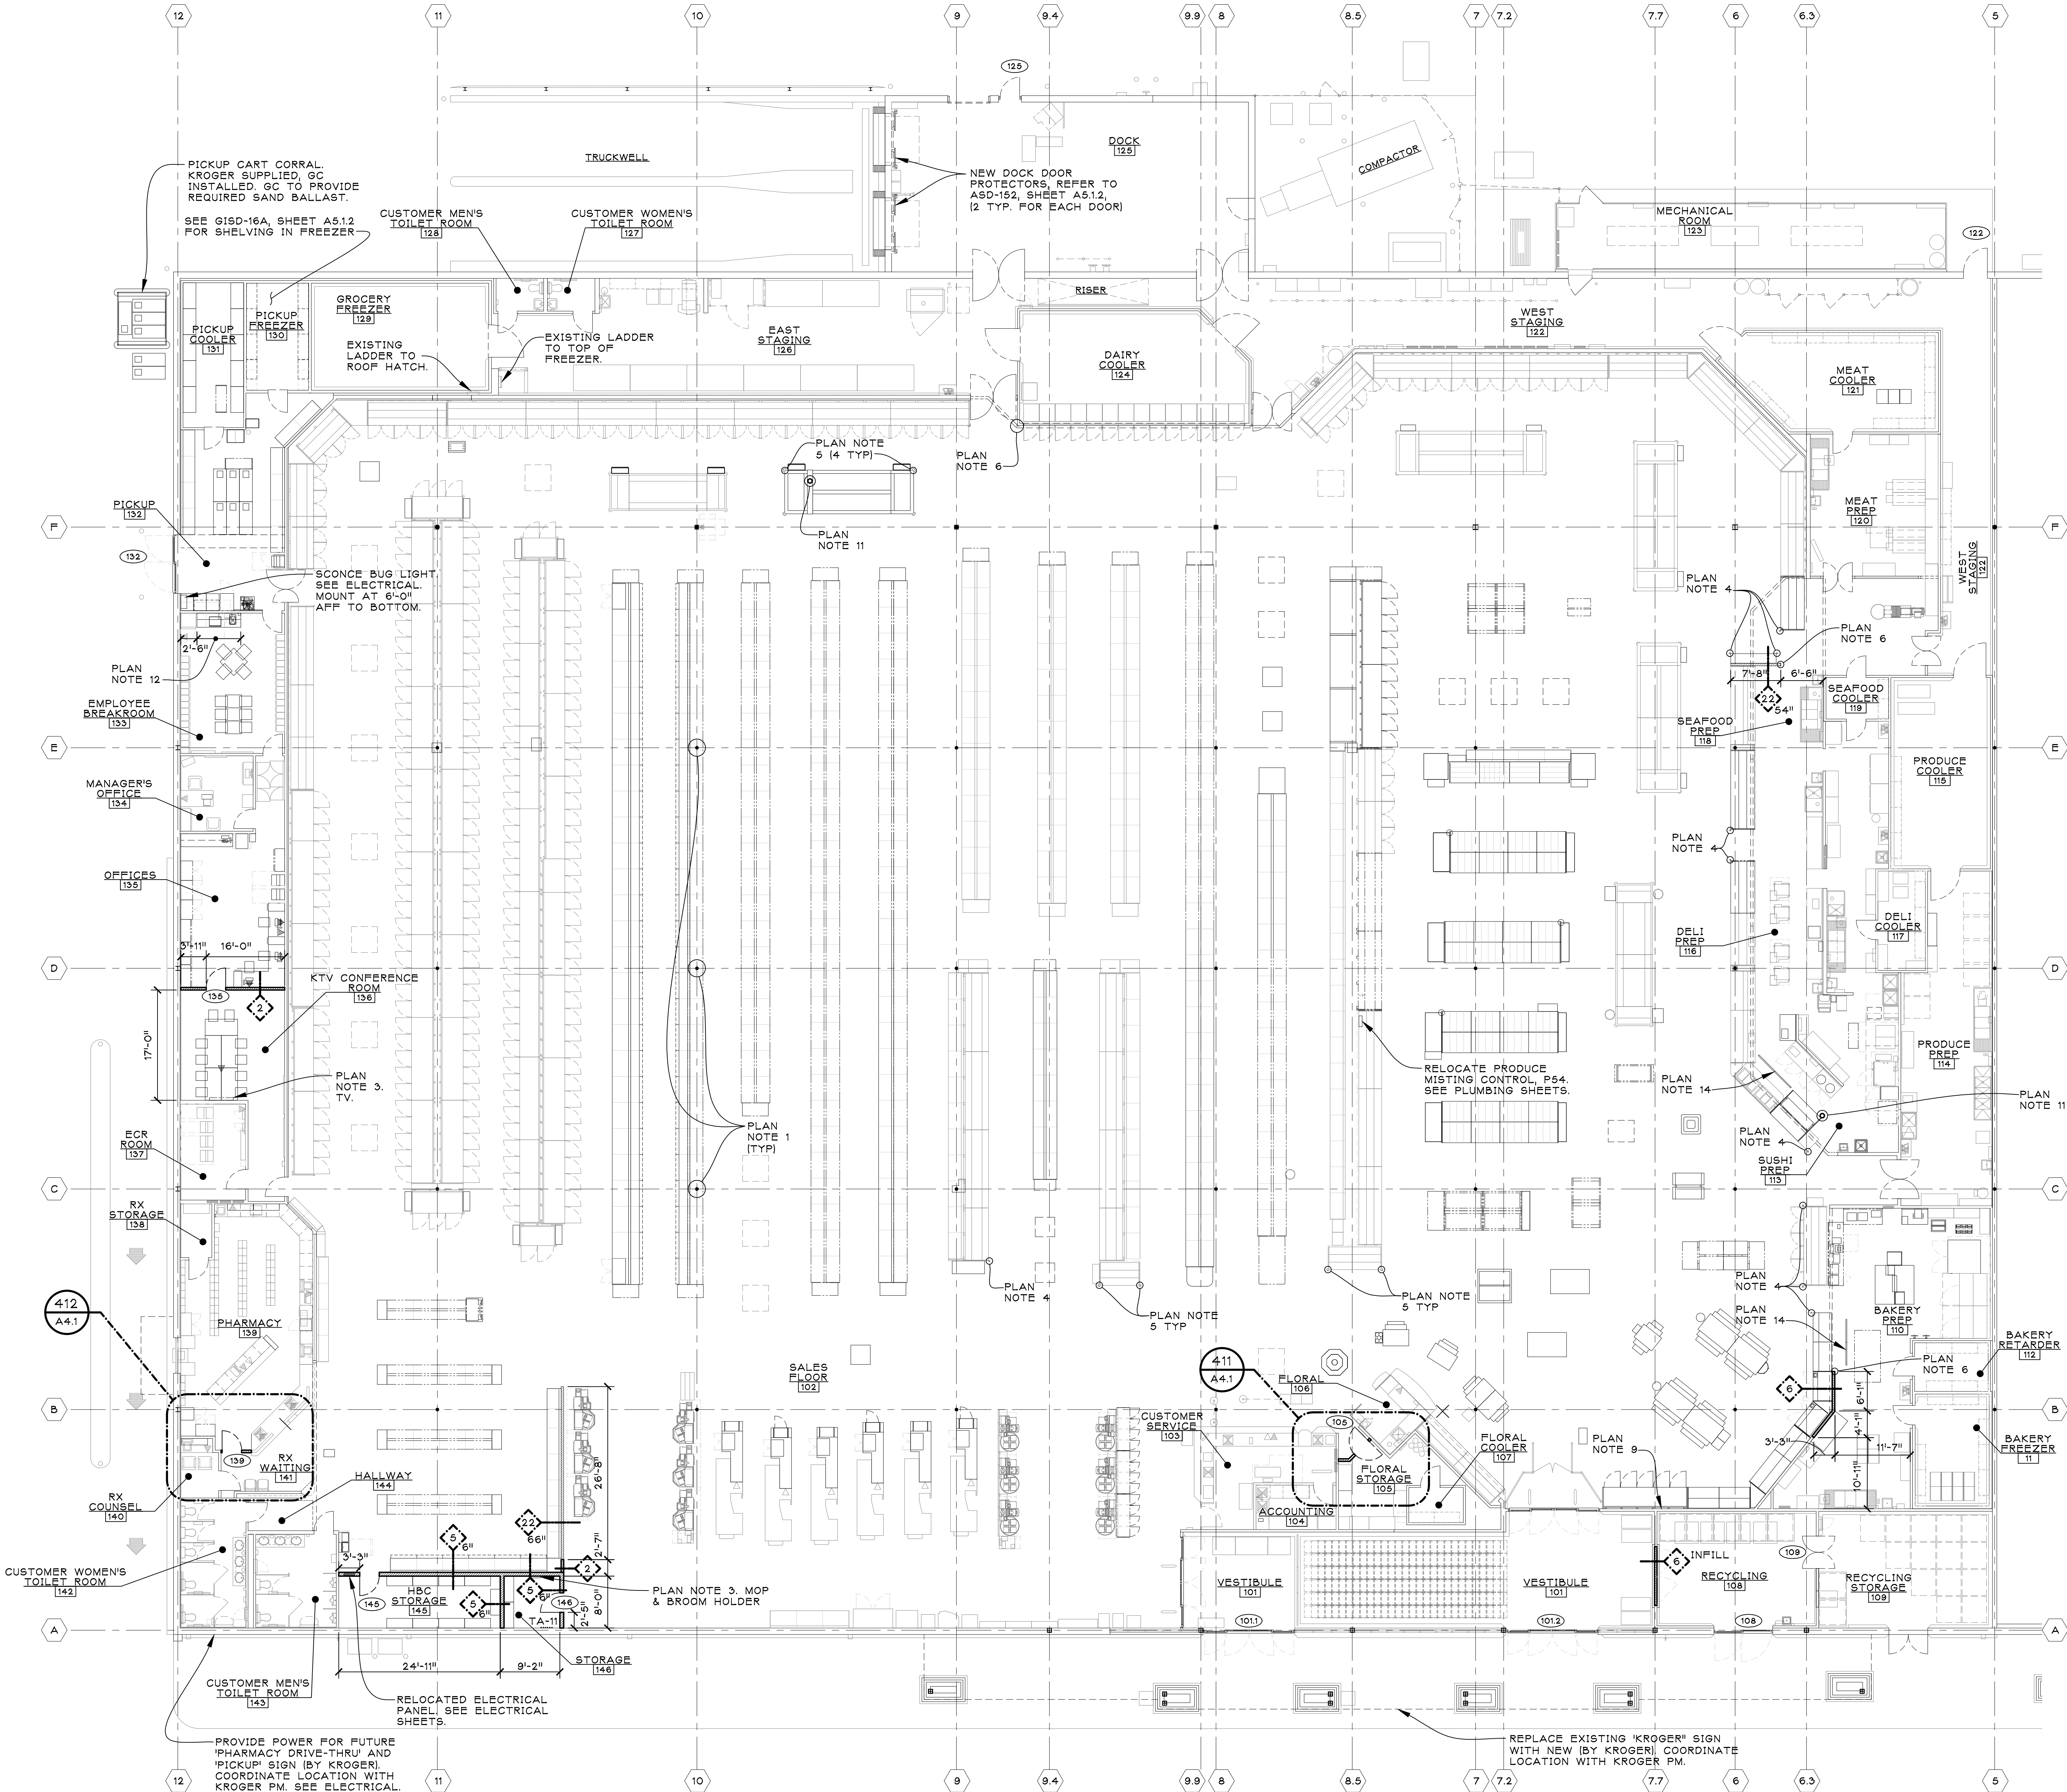 12
11
10
9
9.4
9.9
8
8.5
7
7.2
7.7
6
6.3
5
125
PICKUP CART CORRAL.
KROGER SUPPLIED, GC
INSTALLED. GC TO PROVIDE
REQUIRED SAND BALLAST.
SEE GISD-16A, SHEET A5.1.2
FOR SHELVING IN FREEZER
TRUCKWELL
DOCK
125
COMPACTOR
NEW DOCK DOOR
PROTECTORS, REFER TO
ASD-152, SHEET A5.1.2,
(2 TYP. FOR EACH DOOR)
CUSTOMER MEN'S
TOILET ROOM
128
CUSTOMER WOMEN'S
TOILET ROOM
127
MECHANICAL
ROOM
123
122
PICKUP
COOLER
131
PICKUP
FREEZER
130
GROCERY
FREEZER
129
EXISTING
LADDER TO
ROOF HATCH.
EXISTING LADDER
TO TOP OF
FREEZER.
EAST
STAGING
126
RISER
DAIRY
COOLER
124
WEST
STAGING
122
MEAT
COOLER
121
PLAN NOTE
5 (4 TYP)
PLAN
NOTE 6
PLAN
NOTE 11
MEAT
PREP
120
PICKUP
132
F
F
132
WEST
STAGING
122
SCONCE BUG LIGHT.
SEE ELECTRICAL.
MOUNT AT 6'-0"
AFF TO BOTTOM.
PLAN
NOTE 4
PLAN
NOTE 6
2'-6"
PLAN
NOTE 12
7'-8"
6'-6"
22
54"
SEAFOOD
COOLER
119
EMPLOYEE
BREAKROOM
133
SEAFOOD
PREP
118
E
E
MANAGER'S
OFFICE
134
PRODUCE
COOLER
115
PLAN
NOTE 4
OFFICES
135
DELI
COOLER
117
DELI
PREP
116
3'-11"
16'-0"
D
D
135
2
KTV CONFERENCE
ROOM
136
17'-0"
PLAN
NOTE 3.
TV.
RELOCATE PRODUCE
MISTING CONTROL, P54.
SEE PLUMBING SHEETS.
PRODUCE
PREP
114
PLAN
NOTE 14
PLAN
NOTE 11
PLAN
NOTE 1
(TYP)
PLAN
NOTE 4
SUSHI
PREP
113
ECR
ROOM
137
C
C
RX
STORAGE
138
412
A4.1
PHARMACY
139
PLAN
NOTE 4
PLAN NOTE
5 TYP
PLAN NOTE
5 TYP
PLAN
NOTE 4
PLAN
NOTE 14
BAKERY
PREP
110
BAKERY
RETARDER
112
SALES
FLOOR
102
411
A4.1
FLORAL
106
PLAN
NOTE 6
6
6'-1"
B
B
CUSTOMER
SERVICE
103
105
FLORAL
COOLER
107
PLAN
NOTE 9
3'-3"
4'-1"
11'-7"
10'-11"
BAKERY
FREEZER
11
139
RX
WAITING
141
HALLWAY
144
RX
COUNSEL
140
FLORAL
STORAGE
105
ACCOUNTING
104
26'-8"
22
66"
5
6"
2'-7"
2
3'-3"
CUSTOMER WOMEN'S
TOILET ROOM
142
145
HBC
STORAGE
145
5
6"
5
6"
146
TA-11
2'-5"
8'-0"
PLAN NOTE 3. MOP
& BROOM HOLDER
VESTIBULE
101
VESTIBULE
101
6
INFILL
RECYCLING
108
109
RECYCLING
STORAGE
109
101.1
101.2
108
A
A
24'-11"
9'-2"
STORAGE
146
CUSTOMER MEN'S
TOILET ROOM
143
RELOCATED ELECTRICAL
PANEL. SEE ELECTRICAL
SHEETS.
PROVIDE POWER FOR FUTURE
'PHARMACY DRIVE-THRU' AND
'PICKUP' SIGN (BY KROGER).
COORDINATE LOCATION WITH
KROGER PM. SEE ELECTRICAL.
REPLACE EXISTING 'KROGER" SIGN
WITH NEW (BY KROGER). COORDINATE
LOCATION WITH KROGER PM.
12
11
10
9
9.4
9.9
8
8.5
7
7.2
7.7
6
6.3
5